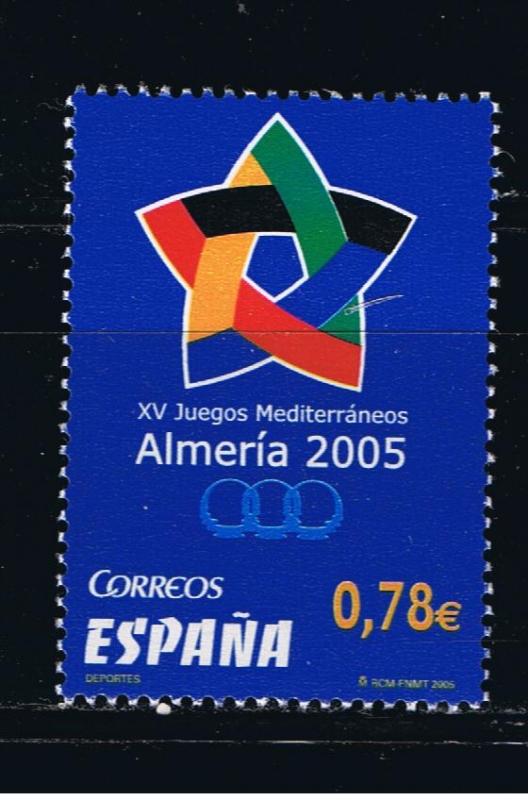 XV Juegos Mediterráneos
Almería 2005
CORREOS
0,78€
ESPAÑA
DEPORTES
RCM-FNMT 2005